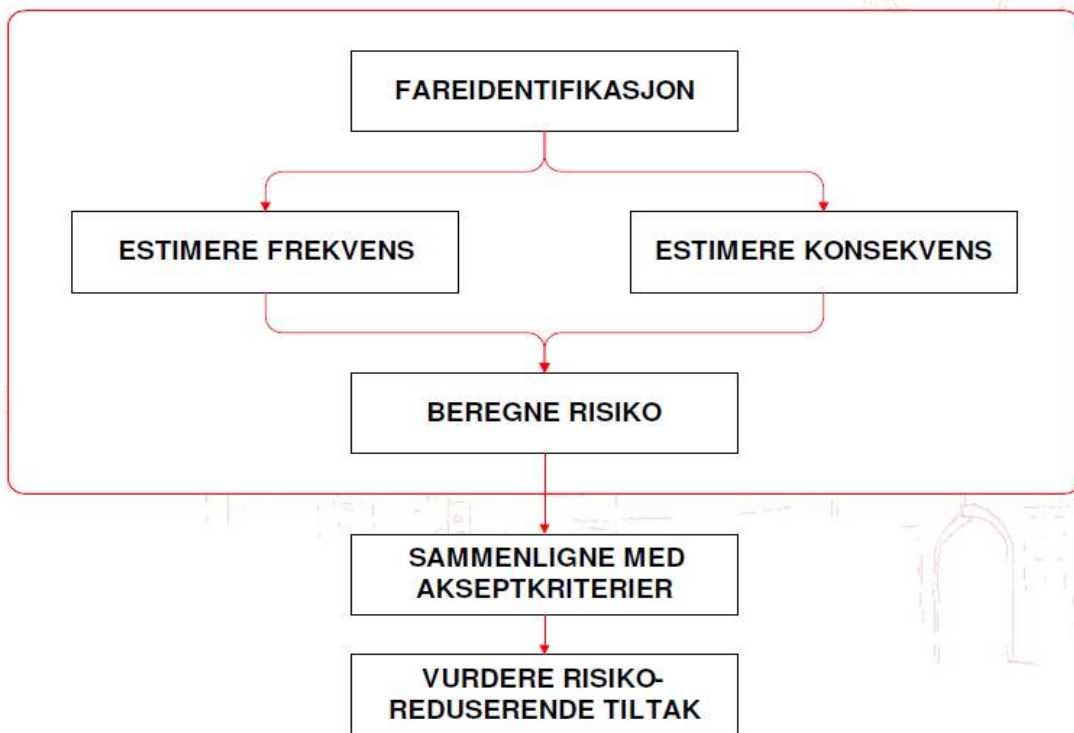 FAREIDENTIFIKASJON
ESTIMERE FREKVENS
ESTIMERE KONSEKVENS
BEREGNE RISIKO
SAMMENLIGNE MED
AKSEPTKRITERIER
VURDERE RISIKO-
REDUSERENDE TILTAK